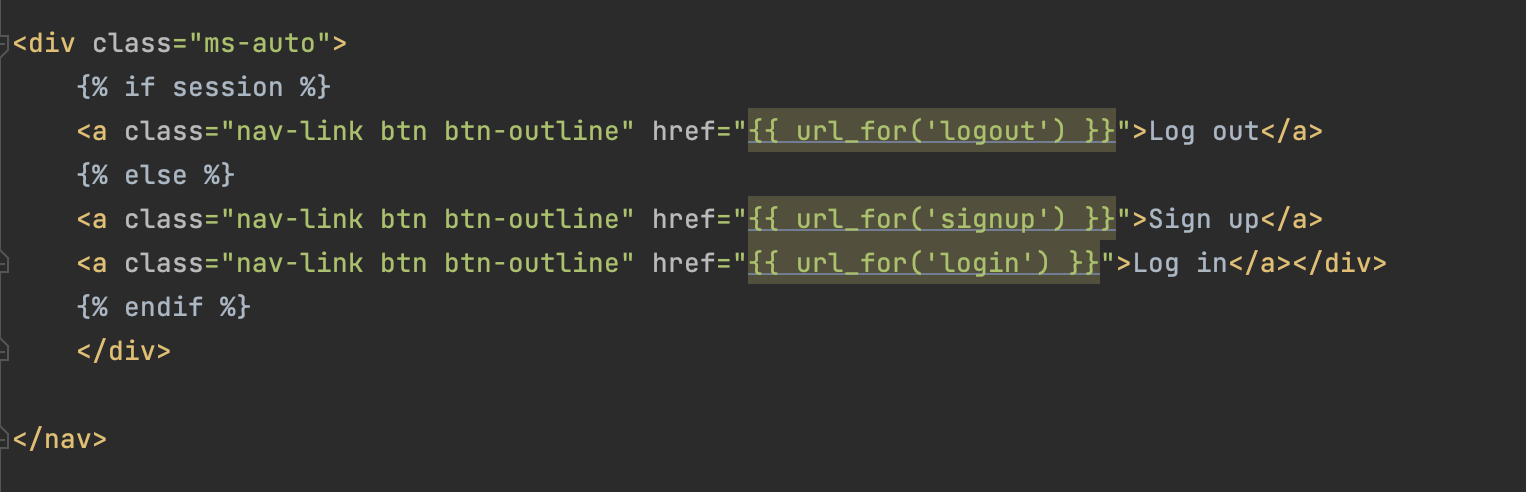 <div class="ms-auto">
    {% if session %}
    <a class="nav-link btn btn-outline" href="{{ url_for('logout') }}">Log out</a>
    {% else %}
    <a class="nav-link btn btn-outline" href="{{ url_for('signup') }}">Sign up</a>
    <a class="nav-link btn btn-outline" href="{{ url_for('login') }}">Log in</a></div>
    {% endif %}
    </div>
</nav>